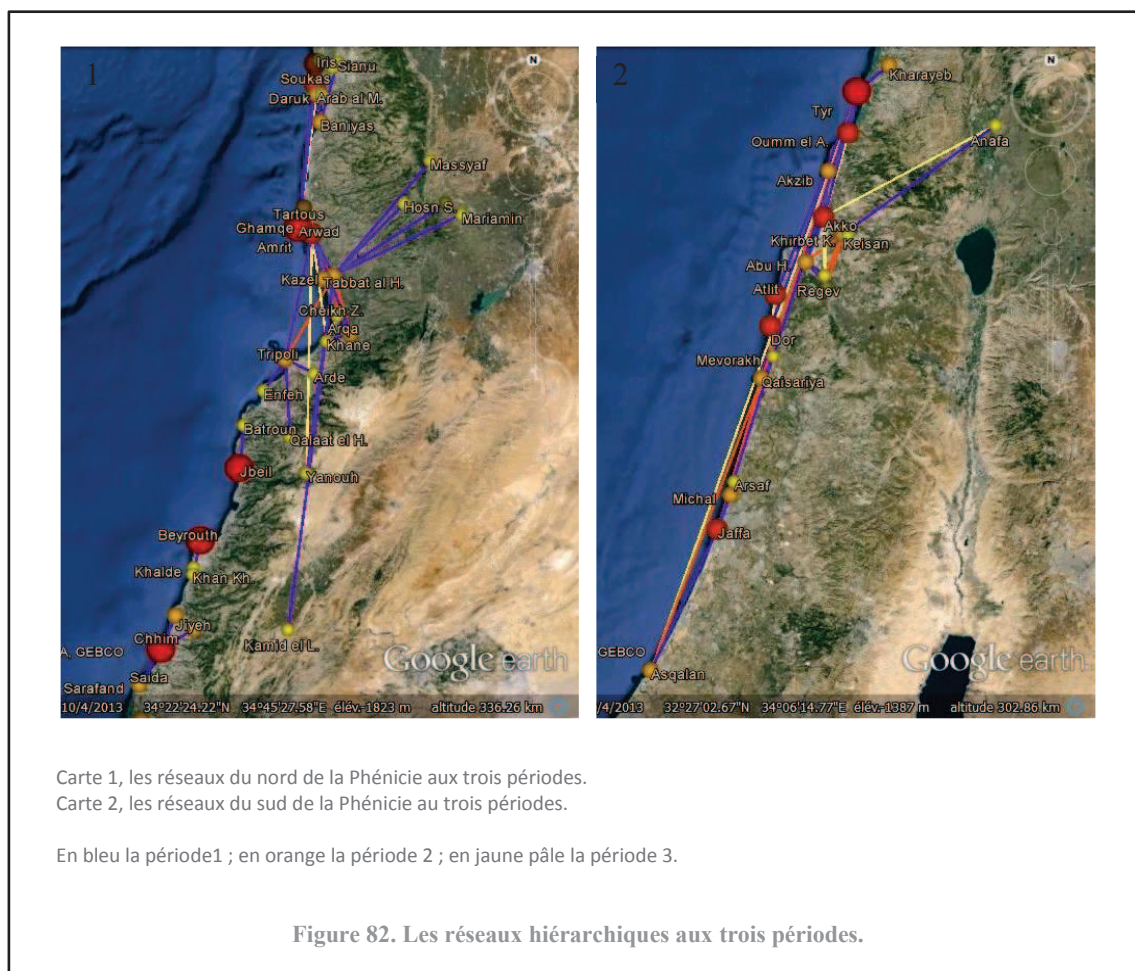 1
N
Iris
Sianu
Soukas
Daruk
Arab al M.
Baniyas
Massyaf
Hosn S.
Mariamin
Tartous
Ghamqe
Arwad
Amrit
Kazel
Tabbat al H.
Cheikh Z.
Arqa
Khane
Tripoli
Arde
Enfeh
Batroun
Qalaat el H.
Jbeil
Yanouh
Beyrouth
Khalde
Khan Kh.
Jiyeh
Chhim
Kamid el L.
A, GEBCO
Saida
Google earth
Sarafand
10/4/2013 34°22'24.22"N 34°45'27.58"E élév.-1823 m altitude 336.26 km
2
N
Kharayeb
Tyr
Oumm el A.
Anafa
Akzib
Akko
Khirbet K.
Keisan
Abu H.
Atlit
Regev
Dor
Mevorakh
Qaisariya
Arsaf
Michal
Jaffa
GEBCO
Google earth
Asqalan
/4/2013 32°27'02.67"N 34°06'14.77"E élév.-1387 m altitude 302.86 km
Carte 1, les réseaux du nord de la Phénicie aux trois périodes.
Carte 2, les réseaux du sud de la Phénicie au trois périodes.
En bleu la période1 ; en orange la période 2 ; en jaune pâle la période 3.
Figure 82. Les réseaux hiérarchiques aux trois périodes.